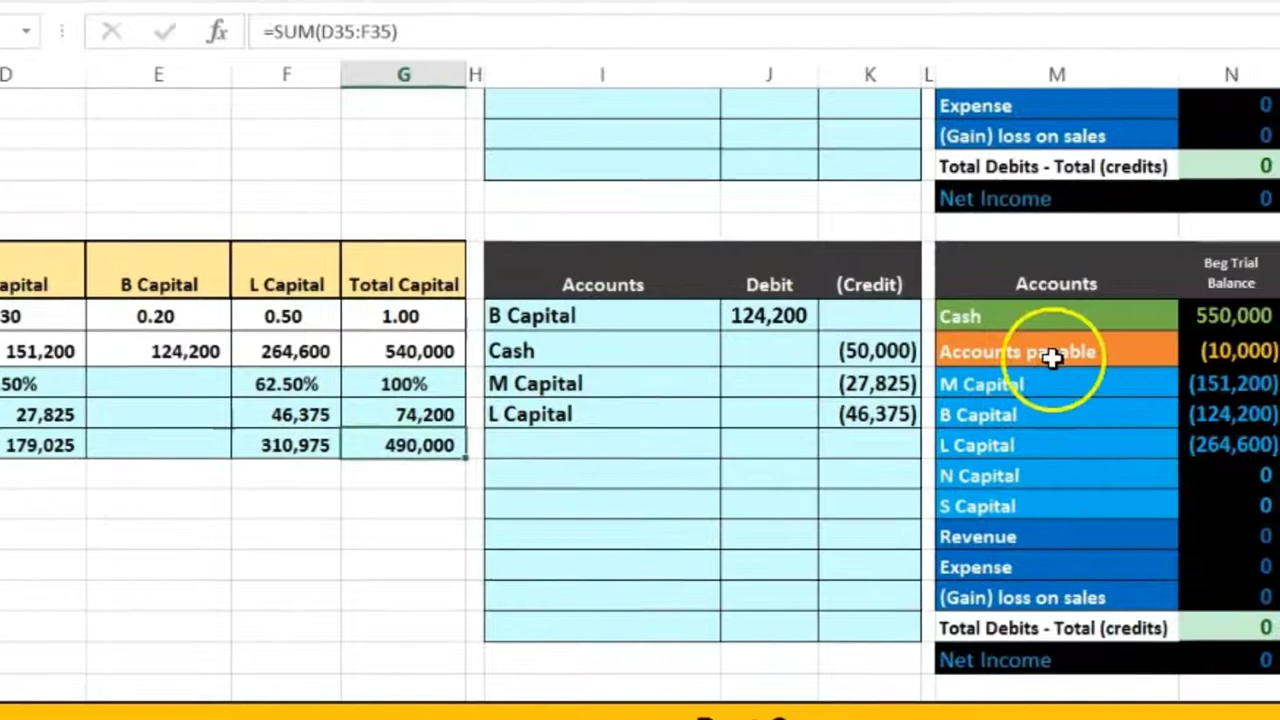 =SUM(D35:F35)
D E F G H I J K L M N
Expense 0
(Gain) loss on sales 0
Total Debits - Total (credits) 0
Net Income 0
apital B Capital L Capital Total Capital Accounts Debit (Credit) Accounts Beg Trial Balance
30 0.20 0.50 1.00 B Capital 124,200 Cash 550,000
151,200 124,200 264,600 540,000 Cash (50,000) Accounts payable (10,000)
50% 62.50% 100% M Capital (27,825) M Capital (151,200)
27,825 46,375 74,200 L Capital (46,375) B Capital (124,200)
179,025 310,975 490,000 L Capital (264,600)
N Capital 0
S Capital 0
Revenue 0
Expense 0
(Gain) loss on sales 0
Total Debits - Total (credits) 0
Net Income 0